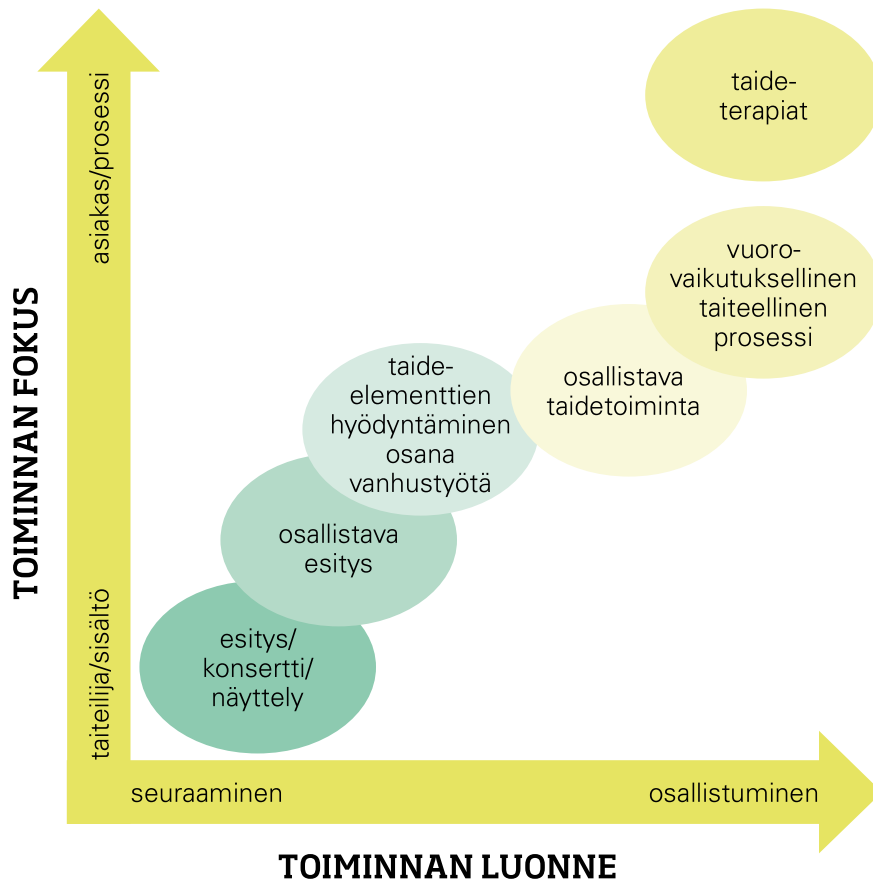 TOIMINNAN FOKUS
asiakas/prosessi
taiteilija/sisältö
taide-
terapiat
vuoro-
vaikutuksellinen
taiteellinen
prosessi
osallistava
taidetoiminta
taide-
elementtien
hyödyntäminen
osana
vanhustyötä
osallistava
esitys
esitys/
konsertti/
näyttely
seuraaminen
osallistuminen
TOIMINNAN LUONNE